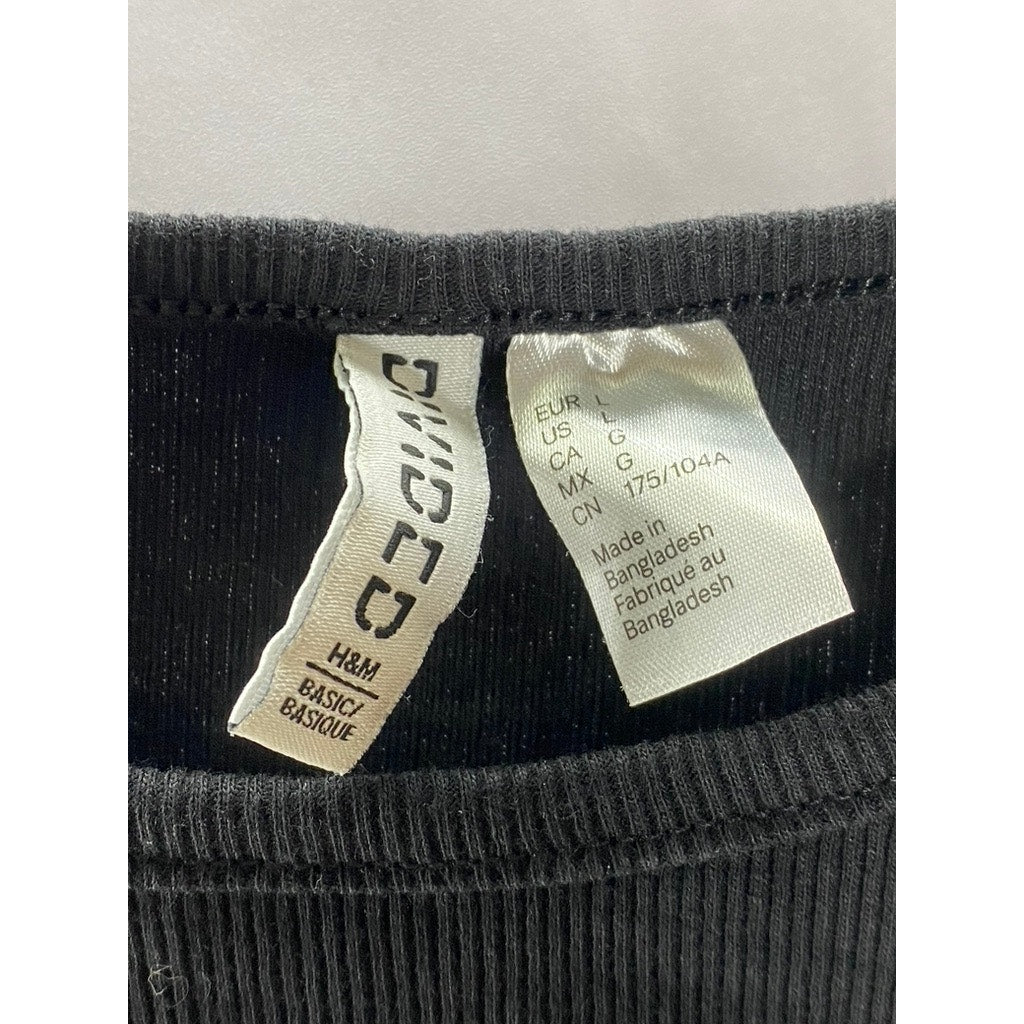 DIVIDED
H&M
BASIC/
BASIQUE
EUR L
US L
CA G
MX G
CN 175/104A
Made in
Bangladesh
Fabriqué au
Bangladesh